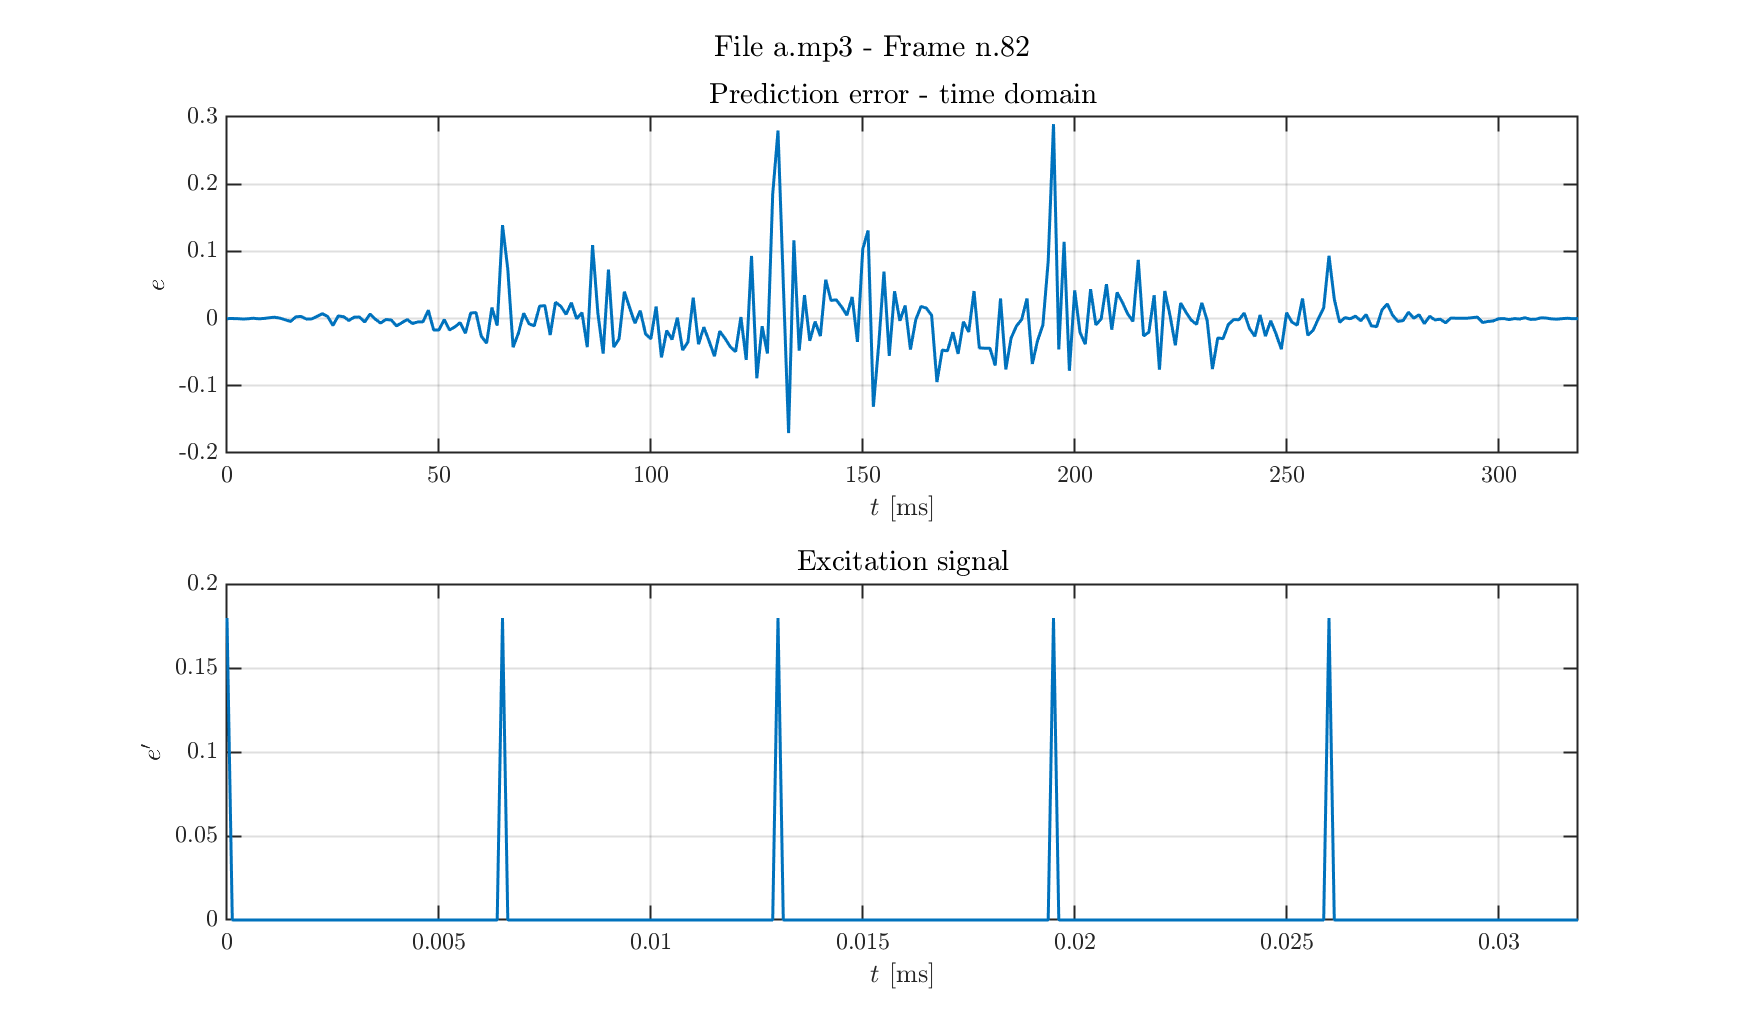 File a.mp3 - Frame n.82
Prediction error - time domain
0.3
0.2
0.1
0
-0.1
-0.2
e
0 50 100 150 200 250 300
t [ms]
Excitation signal
0.2
0.15
0.1
0.05
0
e′
0 0.005 0.01 0.015 0.02 0.025 0.03
t [ms]